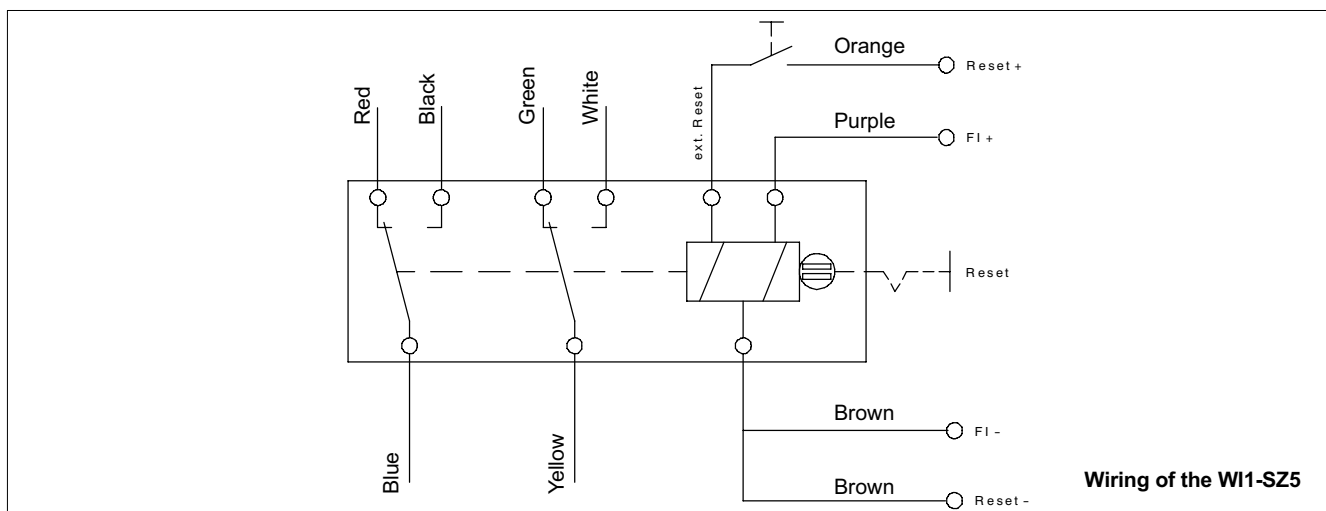 Orange
Reset +
Red
Black
Green
White
ext. Reset
Purple
FI +
Reset
Blue
Yellow
Brown
FI –
Brown
Reset –
Wiring of the WI1-SZ5